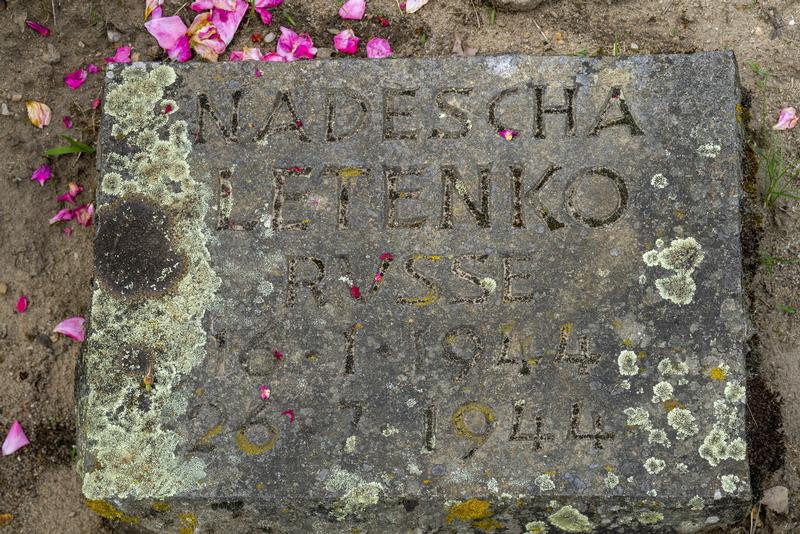 NADESCHA
LETENKO
RVSSE
16·1·1944
26·7·1944